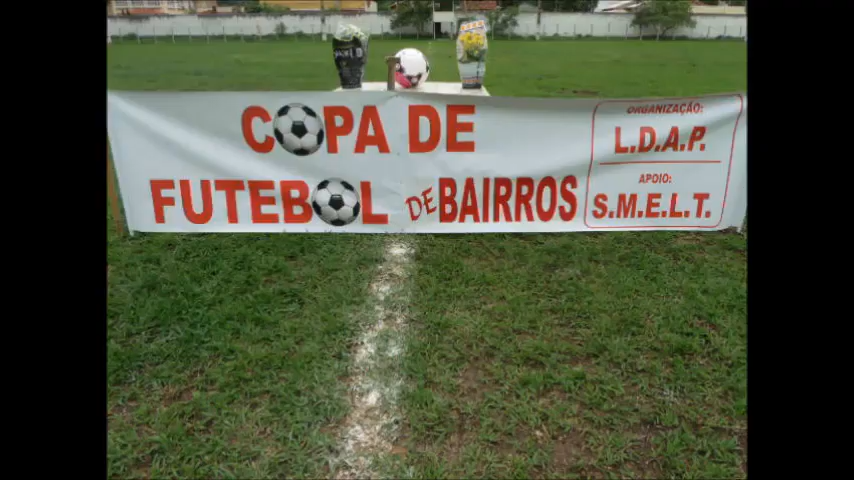 COPA DE
FUTEBOL DE BAIRROS
ORGANIZAÇÃO:
L.D.A.P.
APOIO:
S.M.E.L.T.